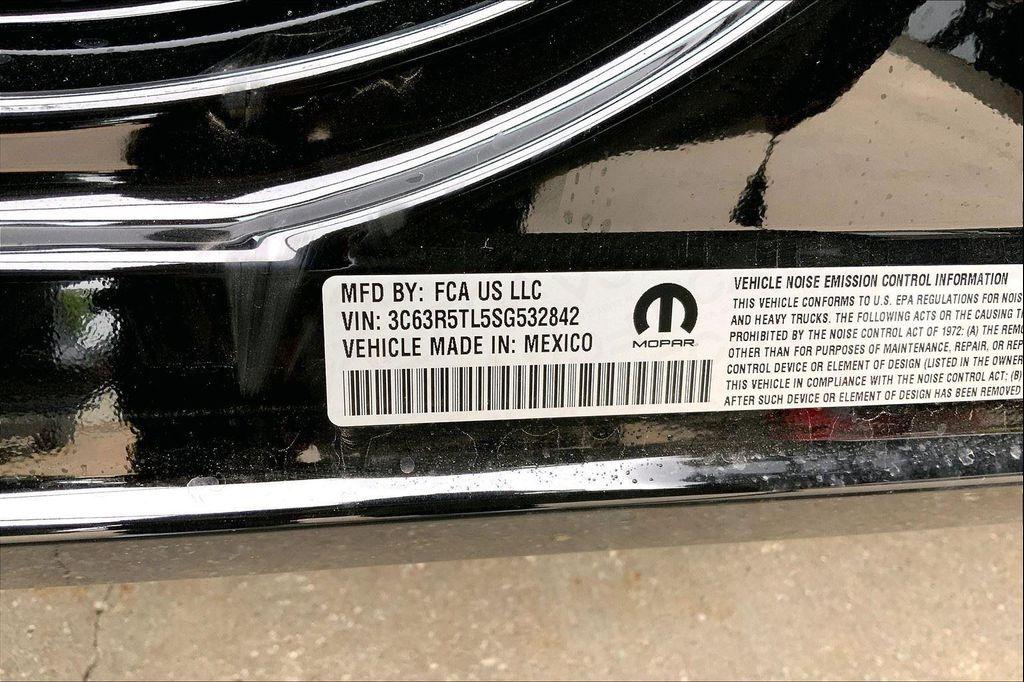 MFD BY: FCA US LLC
VIN: 3C63R5TL5SG532842
VEHICLE MADE IN: MEXICO
MOPAR
VEHICLE NOISE EMISSION CONTROL INFORMATION
THIS VEHICLE CONFORMS TO U.S. EPA REGULATIONS FOR NOIS
AND HEAVY TRUCKS. THE FOLLOWING ACTS OR THE CAUSING T
PROHIBITED BY THE NOISE CONTROL ACT OF 1972: (A) THE REMO
OTHER THAN FOR PURPOSES OF MAINTENANCE, REPAIR, OR REP
CONTROL DEVICE OR ELEMENT OF DESIGN (LISTED IN THE OWNER
THIS VEHICLE IN COMPLIANCE WITH THE NOISE CONTROL ACT; (B)
AFTER SUCH DEVICE OR ELEMENT OF DESIGN HAS BEEN REMOVED